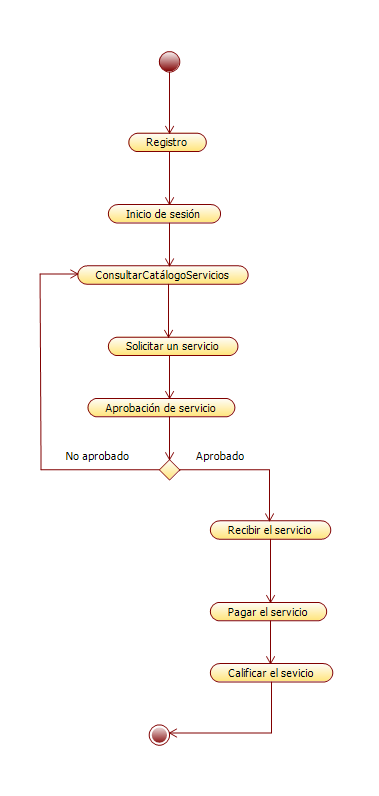 Registro
Inicio de sesión
ConsultarCatálogoServicios
Solicitar un servicio
Aprobación de servicio
No aprobado
Aprobado
Recibir el servicio
Pagar el servicio
Calificar el sevicio